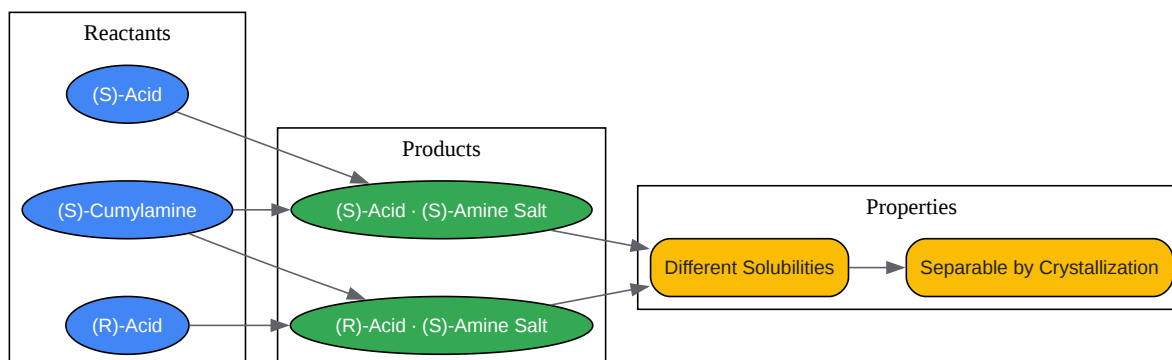 Reactants
(S)-Acid
(S)-Cumylamine
(R)-Acid
Products
(S)-Acid · (S)-Amine Salt
(R)-Acid · (S)-Amine Salt
Properties
Different Solubilities
Separable by Crystallization